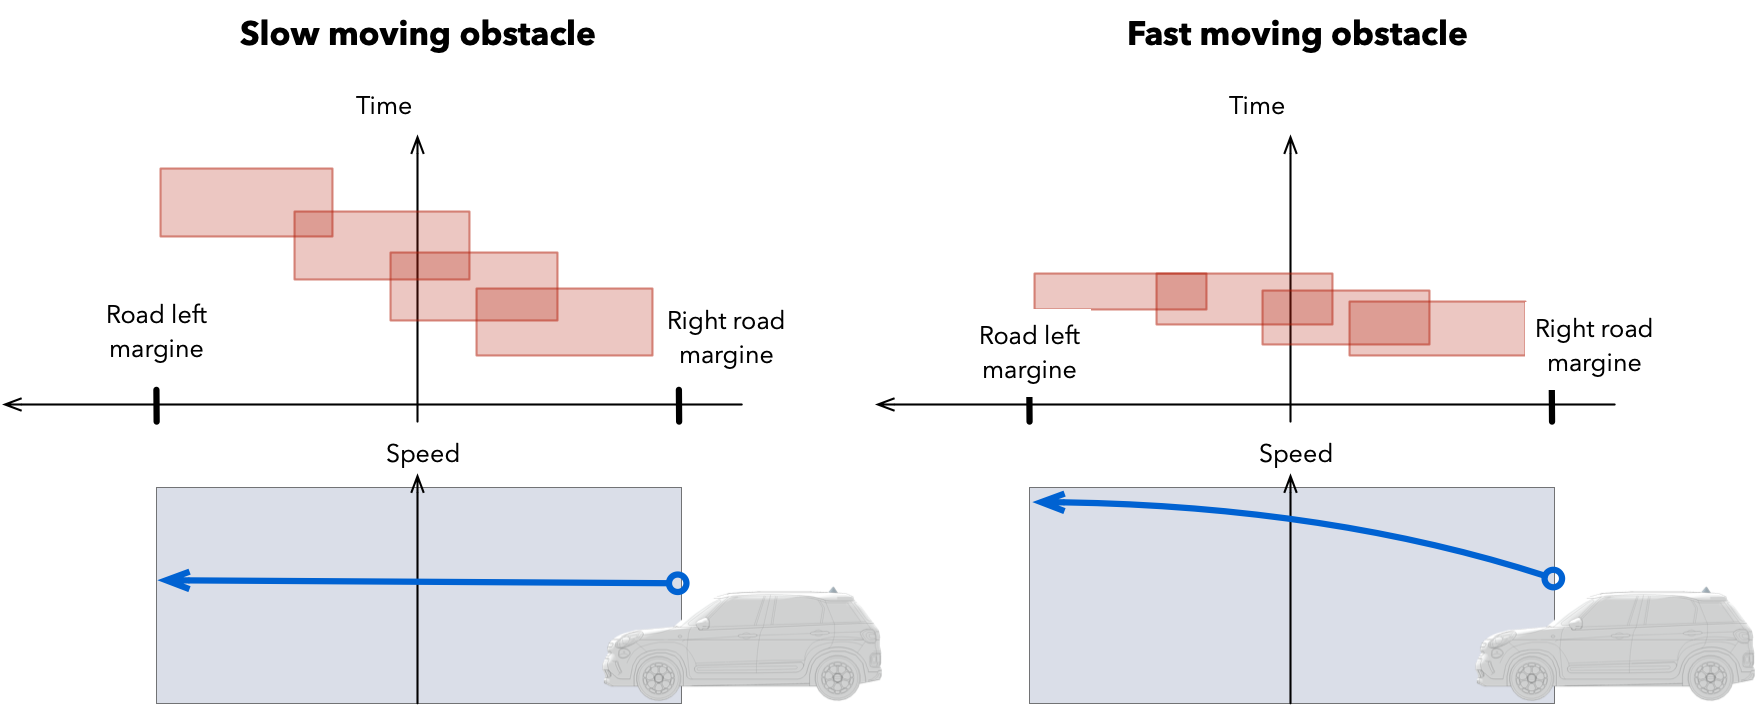 Slow moving obstacle
Time
Road left
margine
Right road
margine
Speed
Fast moving obstacle
Time
Road left
margine
Right road
margine
Speed